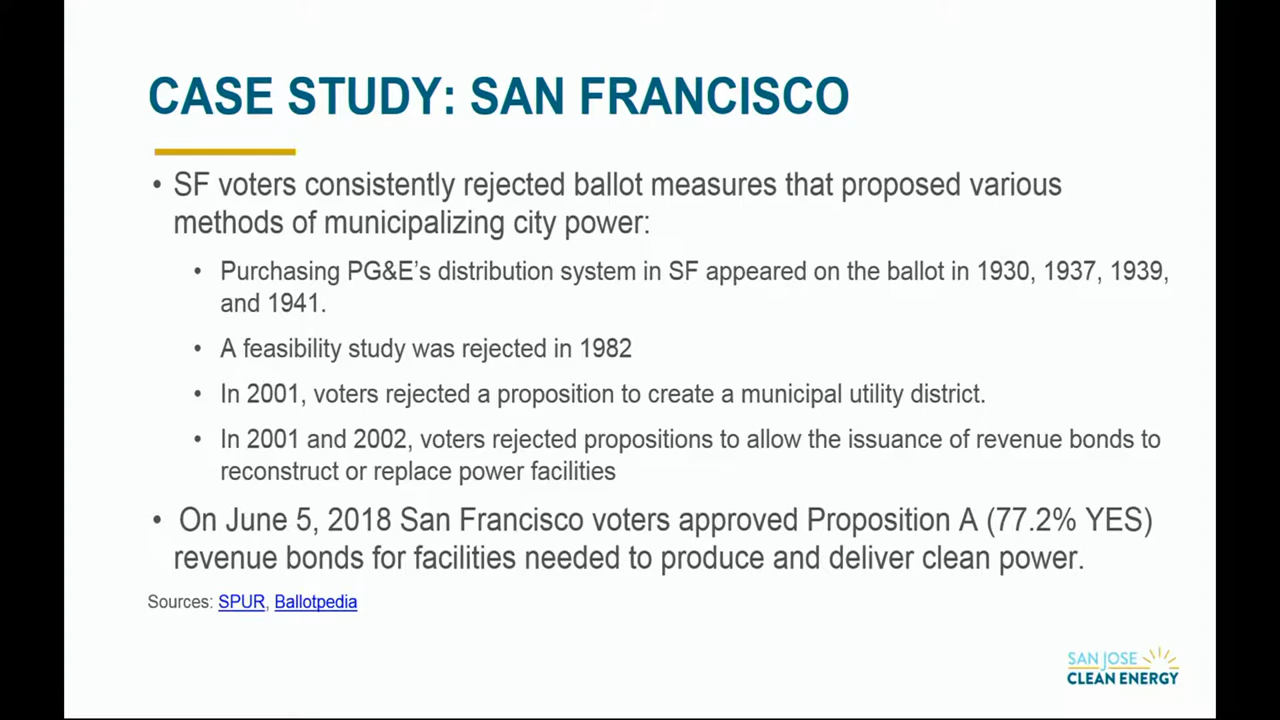 CASE STUDY: SAN FRANCISCO
• SF voters consistently rejected ballot measures that proposed various
methods of municipalizing city power:
• Purchasing PG&E's distribution system in SF appeared on the ballot in 1930, 1937, 1939,
and 1941.
• A feasibility study was rejected in 1982
• In 2001, voters rejected a proposition to create a municipal utility district.
• In 2001 and 2002, voters rejected propositions to allow the issuance of revenue bonds to
reconstruct or replace power facilities
• On June 5, 2018 San Francisco voters approved Proposition A (77.2% YES)
revenue bonds for facilities needed to produce and deliver clean power.
Sources: SPUR, Ballotpedia
SAN JOSE
CLEAN ENERGY